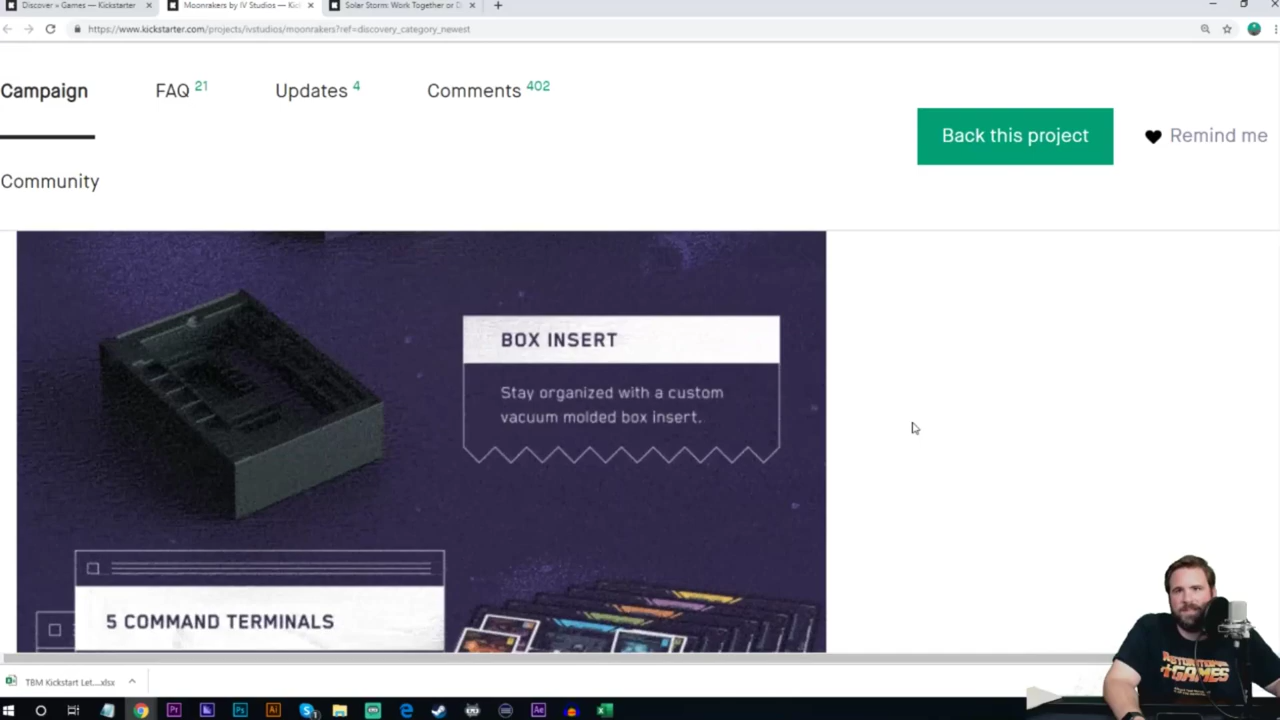 Discover » Games — Kickstarter
Moonrakers by IV Studios — Kic
Solar Storm: Work Together or D
https://www.kickstarter.com/projects/ivstudios/moonrakers?ref=discovery_category_newest
Campaign
FAQ 21
Updates 4
Comments 402
Back this project
Remind me
Community
BOX INSERT
Stay organized with a custom
vacuum molded box insert.
5 COMMAND TERMINALS
TBM Kickstart Let....xlsx
+GAMES